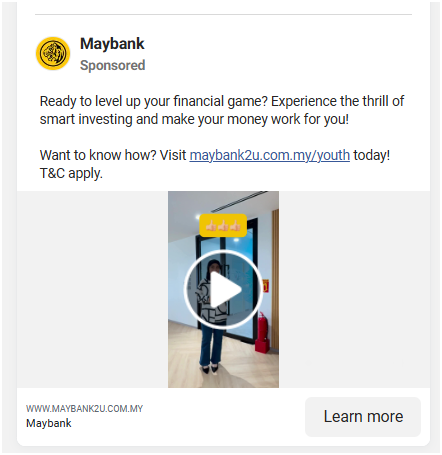 Maybank
Sponsored
Ready to level up your financial game? Experience the thrill of
smart investing and make your money work for you!
Want to know how? Visit maybank2u.com.my/youth today!
T&C apply.
WWW.MAYBANK2U.COM.MY
Maybank
Learn more